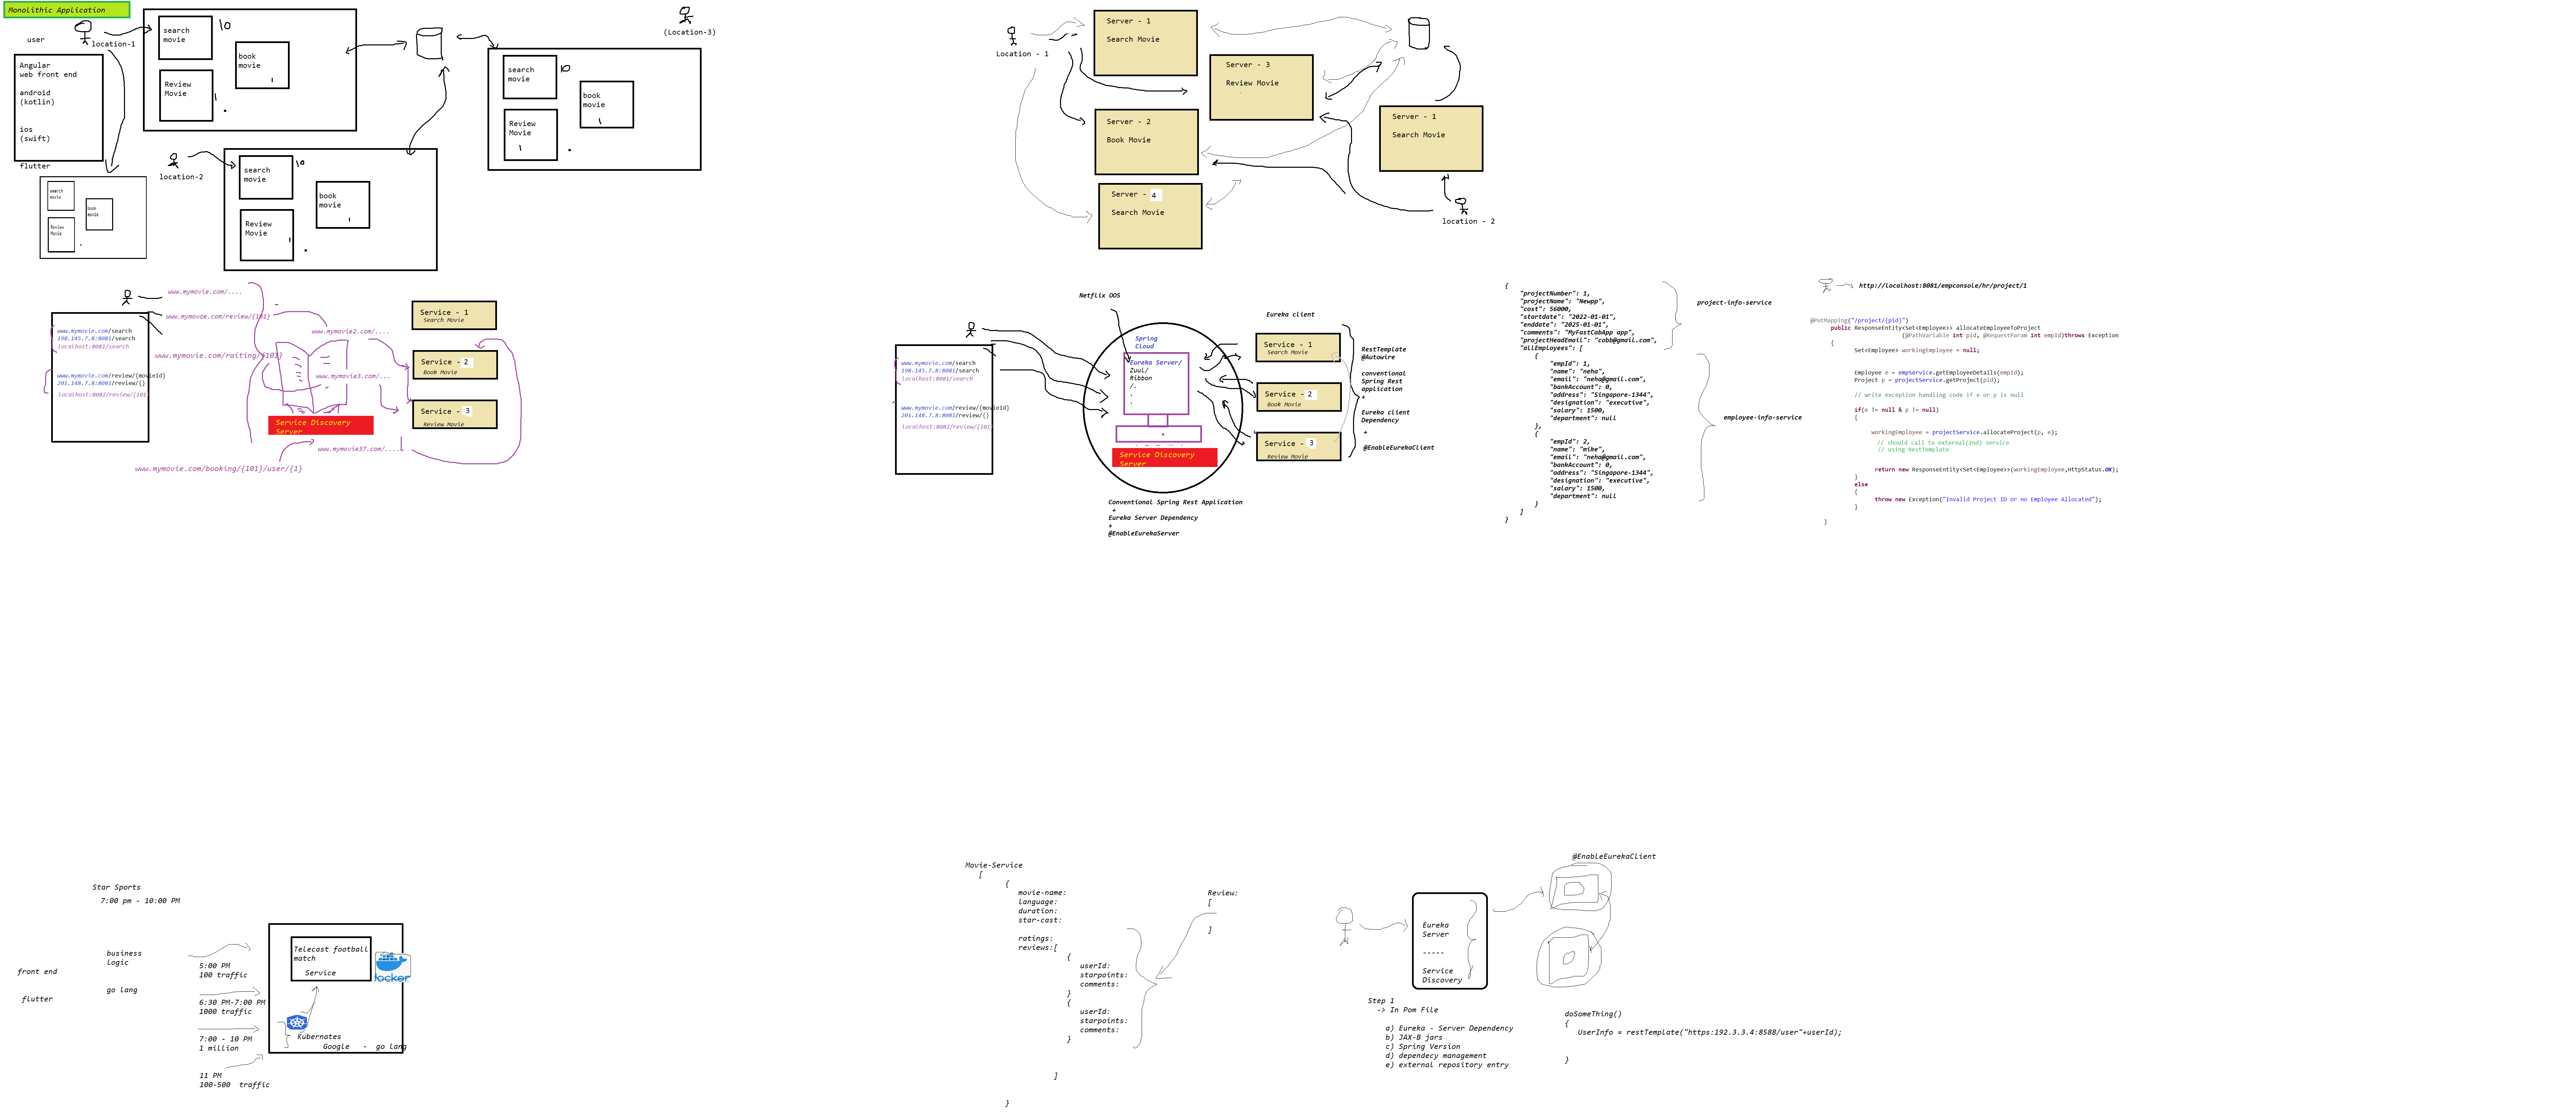 Monolithic Application
user
location-1
Angular
web front end
android
(kotlin)
ios
(swift)
flutter
search
movie
10
book
movie
1
Review
Movie
1
search
movie
book
movie
Review
Movie
location-2
search
movie
10
book
movie
1
Review
Movie
1
(Location-3)
search
movie
10
book
movie
1
Review
Movie
1
Location - 1
Server - 1
Search Movie
Server - 3
Review Movie
Server - 2
Book Movie
Server - 4
Search Movie
Server - 1
Search Movie
location - 2
www.mymovie.com/....
www.mymovoe.com/review/{101}
www.mymovie.com/search
198.145.7.8:8081/search
localhost:8081/search
www.mymovie.com/raitting/{101}
www.mymovie.com/review/{movieId}
201.148.7.8:8081/review/{}
localhost:8082/review/{101}
www.mymovie2.com/....
www.mymovie3.com/...
Service Discovery
Server
www.mymovie37.com/.....
www.mymovie.com/booking/{101}/user/{1}
Service - 1
Search Movie
Service - 2
Book Movie
Service - 3
Review Movie
Netflix OOS
www.mymovie.com/search
198.145.7.8:8081/search
localhost:8081/search
www.mymovie.com/review/{movieId}
201.148.7.8:8081/review/{}
localhost:8082/review/{101}
Spring
Cloud
Eureka Server/
Zuul/
Ribbon
/.
.
.
Service Discovery
Server
Conventional Spring Rest Application
+
Eureka Server Dependency
+
@EnableEurekaServer
Eureka client
Service - 1
Search Movie
Service - 2
Book Movie
Service - 3
Review Movie
RestTemplate
@Autowire
conventional
Spring Rest
application
+
Eureka client
Dependency
+
@EnableEurekaClient
{
"projectNumber": 1,
"projectName": "Newpp",
"cost": 56000,
"startdate": "2022-01-01",
"enddate": "2025-01-01",
"comments": "MyFastCabApp app",
"projectHeadEmail": "cobb@gmail.com",
"allEmployees": [
{
"empId": 1,
"name": "neha",
"email": "neha@gmail.com",
"bankAccount": 0,
"address": "Singapore-1344",
"designation": "executive",
"salary": 1500,
"department": null
},
{
"empId": 2,
"name": "mike",
"email": "neha@gmail.com",
"bankAccount": 0,
"address": "Singapore-1344",
"designation": "executive",
"salary": 1500,
"department": null
}
]
}
project-info-service
employee-info-service
http://localhost:8081/empconsole/hr/project/1
@PutMapping("/project/{pid}")
public ResponseEntity<Set<Employee>> allocateEmployeeToProject
(@PathVariable int pid, @RequestParam int empId)throws Exception
{
Set<Employee> workingEmployee = null;
Employee e = empService.getEmployeeDetails(empId);
Project p = projectService.getProject(pid);
// write exception handling code if e or p is null
if(e != null & p != null)
{
workingEmployee = projectService.allocateProject(p, e);
// should call to external(2nd) service
// using RestTemplate
return new ResponseEntity<Set<Employee>>(workingEmployee,HttpStatus.OK);
}
else
{
throw new Exception("Invalid Project ID or no Employee Allocated");
}
}
Star Sports
7:00 pm - 10:00 PM
front end
flutter
business
Logic
go lang
5:00 PM
100 traffic
6:30 PM-7:00 PM
1000 traffic
7:00 - 10 PM
1 million
11 PM
100-500 traffic
Telecast football
match
Service
docker
Kubernates
Google - go lang
Movie-Service
[
{
movie-name:
language:
duration:
star-cast:
ratings:
reviews:[
{
userId:
starpoints:
comments:
}
{
userId:
starpoints:
comments:
}
]
}
Review:
[
]
Eureka
Server
-----
Service
Discovery
@EnableEurekaClient
Step 1
-> In Pom File
a) Eureka - Server Dependency
b) JAX-B jars
c) Spring Version
d) dependecy management
e) external repository entry
doSomeThing()
{
UserInfo = restTemplate("https:192.3.3.4:8588/user"+userId);
}